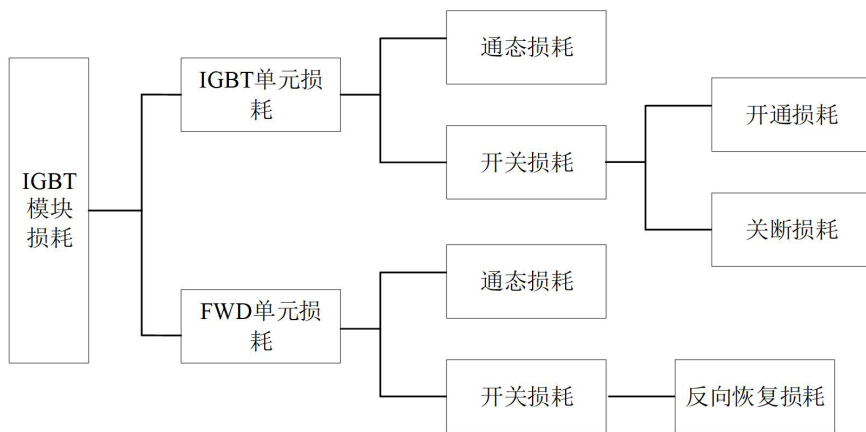 IGBT
模块
损耗
IGBT单元损
耗
通态损耗
开关损耗
开通损耗
关断损耗
FWD单元损
耗
通态损耗
开关损耗
反向恢复损耗